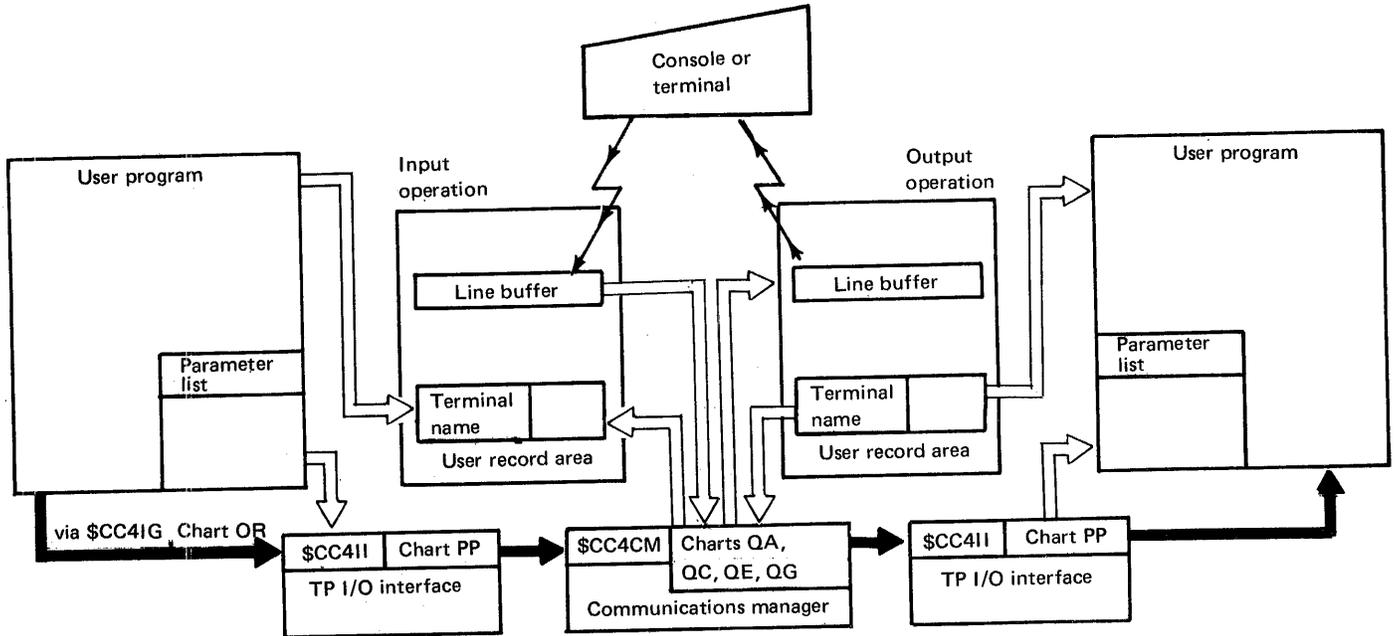 Console or
terminal
User program
Input
operation
Output
operation
User program
Line buffer
Line buffer
Parameter
list
Parameter
list
Terminal
name
User record area
Terminal
name
User record area
via $CC4IG Chart OR
$CC4II
Chart PP
TP I/O interface
$CC4CM
Charts QA,
QC, QE, QG
Communications manager
$CC4II
Chart PP
TP I/O interface